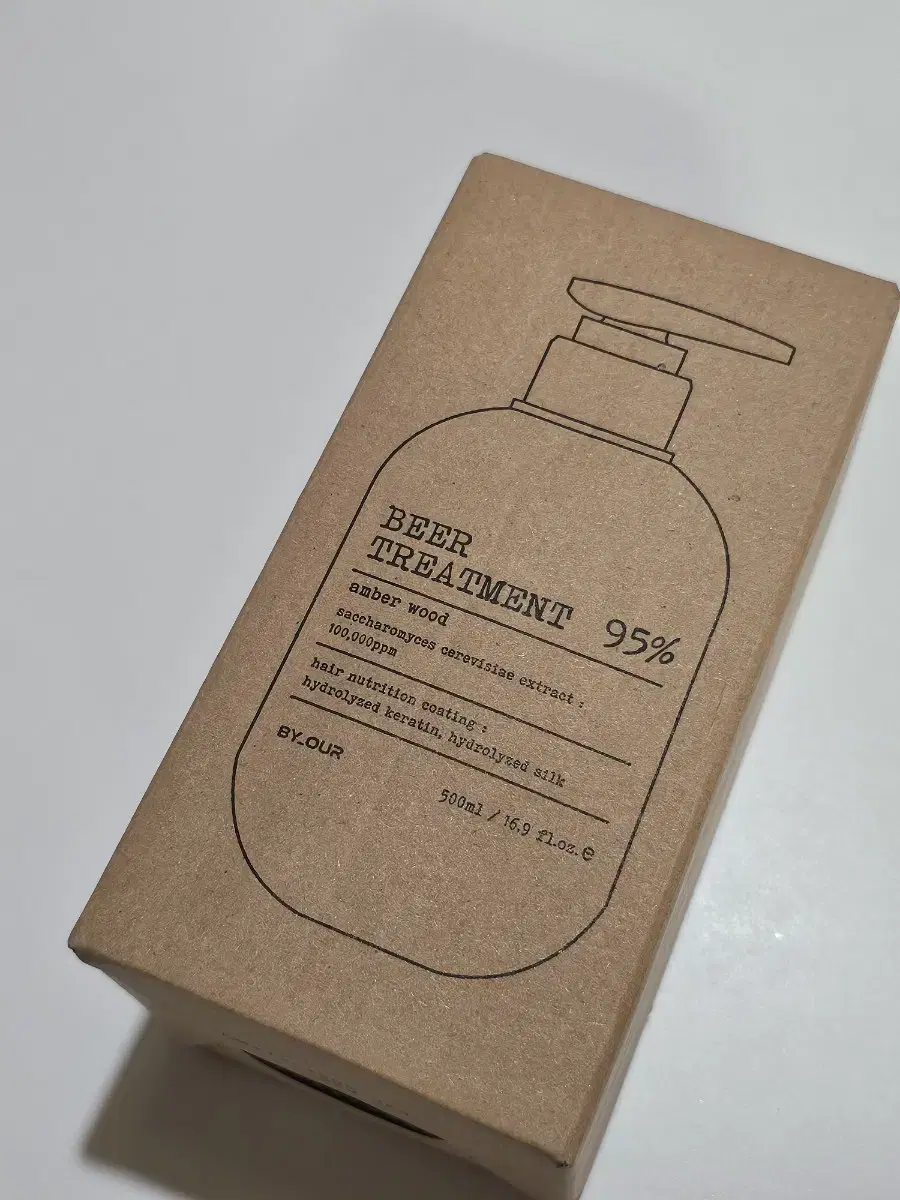 BEER
TREATMENT 95%
amber wood
saccharomyces cerevisiae extract :
100,000ppm
hair nutrition coating :
hydrolyzed keratin, hydrolyzed silk
BY_OUR
500ml / 16.9 fl.oz. ℮